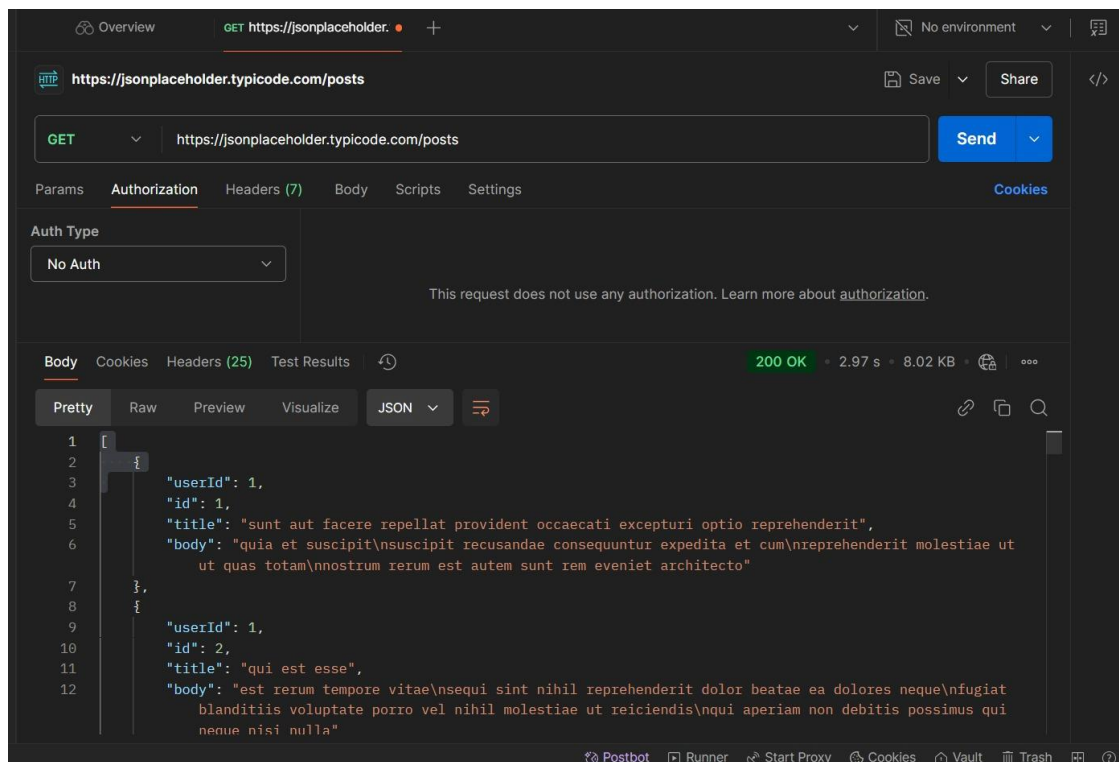 Overview GET https://jsonplaceholder. No environment
HTTP https://jsonplaceholder.typicode.com/posts Save Share
GET https://jsonplaceholder.typicode.com/posts Send
Params Authorization Headers (7) Body Scripts Settings Cookies
Auth Type
No Auth
This request does not use any authorization. Learn more about authorization.
Body Cookies Headers (25) Test Results 200 OK 2.97 s 8.02 KB
Pretty Raw Preview Visualize JSON
1 [
2 {
3 "userId": 1,
4 "id": 1,
5 "title": "sunt aut facere repellat provident occaecati excepturi optio reprehenderit",
6 "body": "quia et suscipit\nsuscipit recusandae consequuntur expedita et cum\nreprehenderit molestiae ut
ut quas totam\nnostrum rerum est autem sunt rem eveniet architecto"
7 },
8 {
9 "userId": 1,
10 "id": 2,
11 "title": "qui est esse",
12 "body": "est rerum tempore vitae\nsequi sint nihil reprehenderit dolor beatae ea dolores neque\nfugiat
blanditiis voluptate porro vel nihil molestiae ut reiciendis\nqui aperiam non debitis possimus qui
neque nisi nulla"
Postbot Runner Start Proxy Cookies Vault Trash